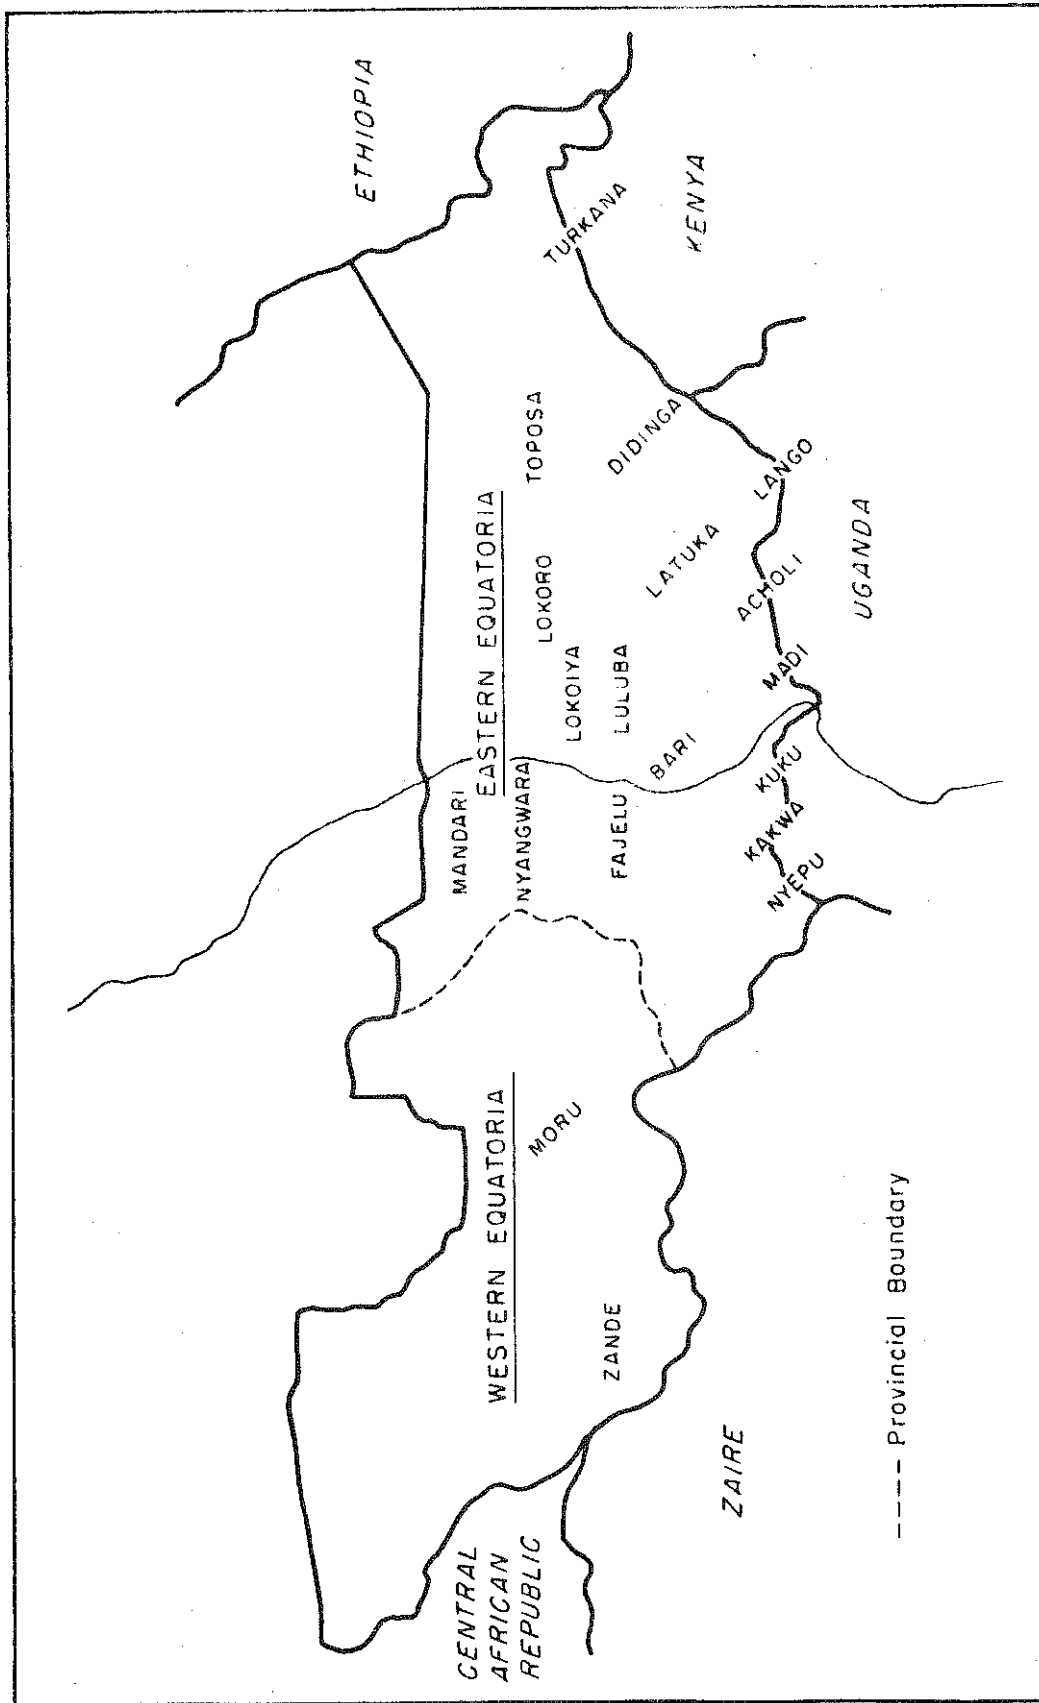 ETHIOPIA
EASTERN EQUATORIA
MANDARI
NYANGWARA
LOKORO
TOPOSA
TURKANA
LOKOIYA
LULUBA
FAJELU
BARI
LATUKA
DIDINGA
KENYA
NYEPU
KAKWA
KUKU
MADI
ACHOLI
LANGO
UGANDA
WESTERN EQUATORIA
MORU
ZANDE
CENTRAL
AFRICAN
REPUBLIC
ZAIRE
---- Provincial Boundary